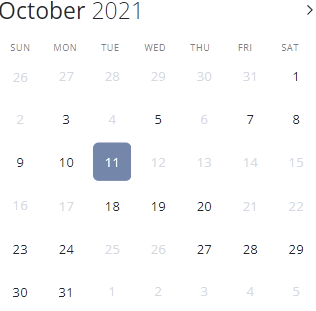 October 2021
SUN MON TUE WED THU FRI SAT
26 27 28 29 30 31 1
2 3 4 5 6 7 8
9 10 11 12 13 14 15
16 17 18 19 20 21 22
23 24 25 26 27 28 29
30 31 1 2 3 4 5